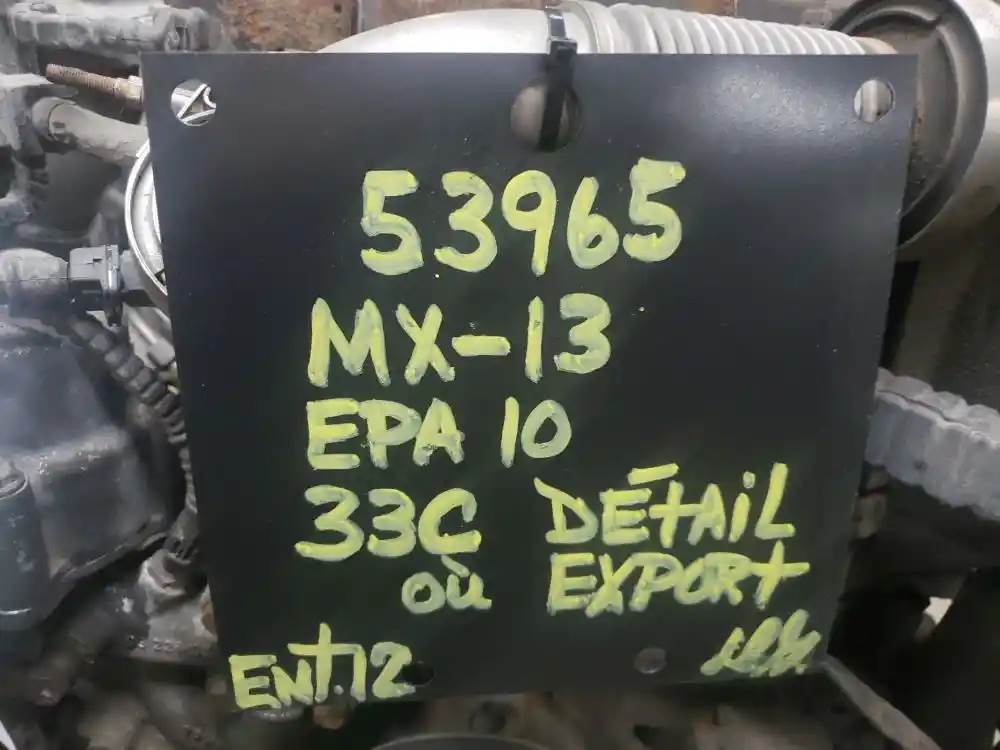 53965
MX-13
EPA 10
33C DÉTAiL
où EXPORT
ENT.12